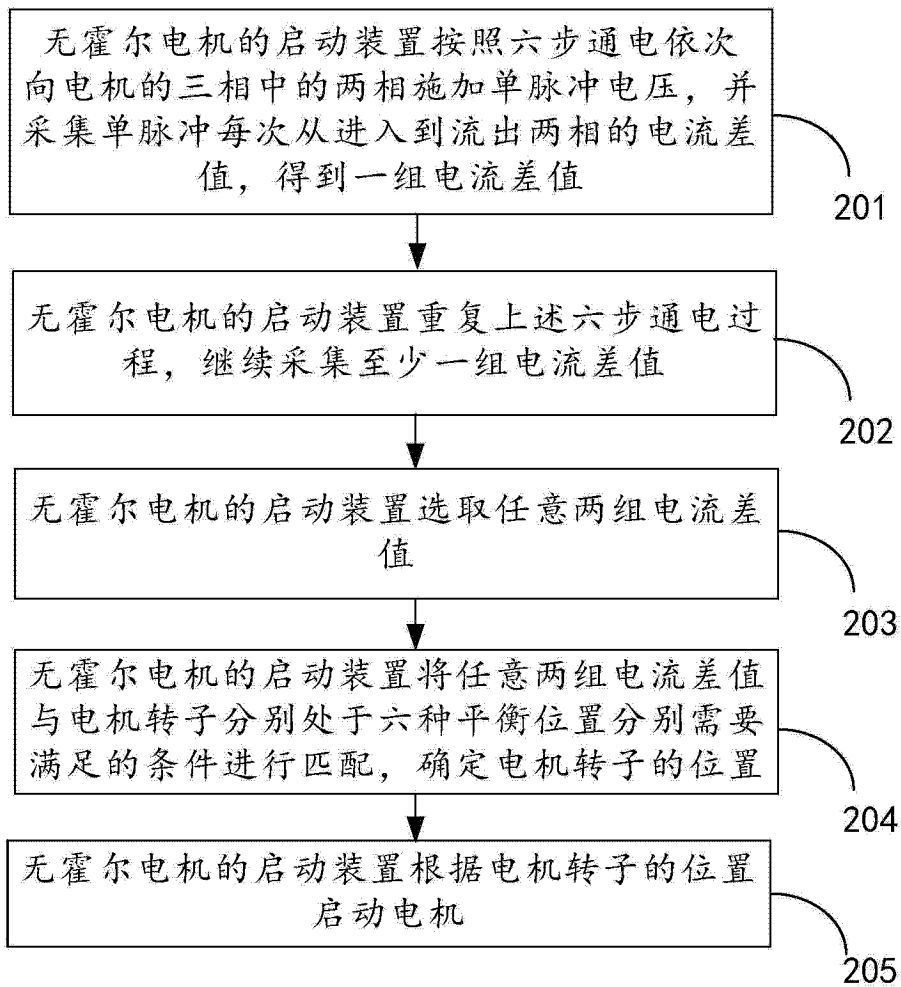 无霍尔电机的启动装置按照六步通电依次
向电机的三相中的两相施加单脉冲电压，并
采集单脉冲每次从进入到流出两相的电流差
值，得到一组电流差值
201
无霍尔电机的启动装置重复上述六步通电过
程，继续采集至少一组电流差值
202
无霍尔电机的启动装置选取任意两组电流差
值
203
无霍尔电机的启动装置将任意两组电流差值
与电机转子分别处于六种平衡位置分别需要
满足的条件进行匹配，确定电机转子的位置
204
无霍尔电机的启动装置根据电机转子的位置
启动电机
205